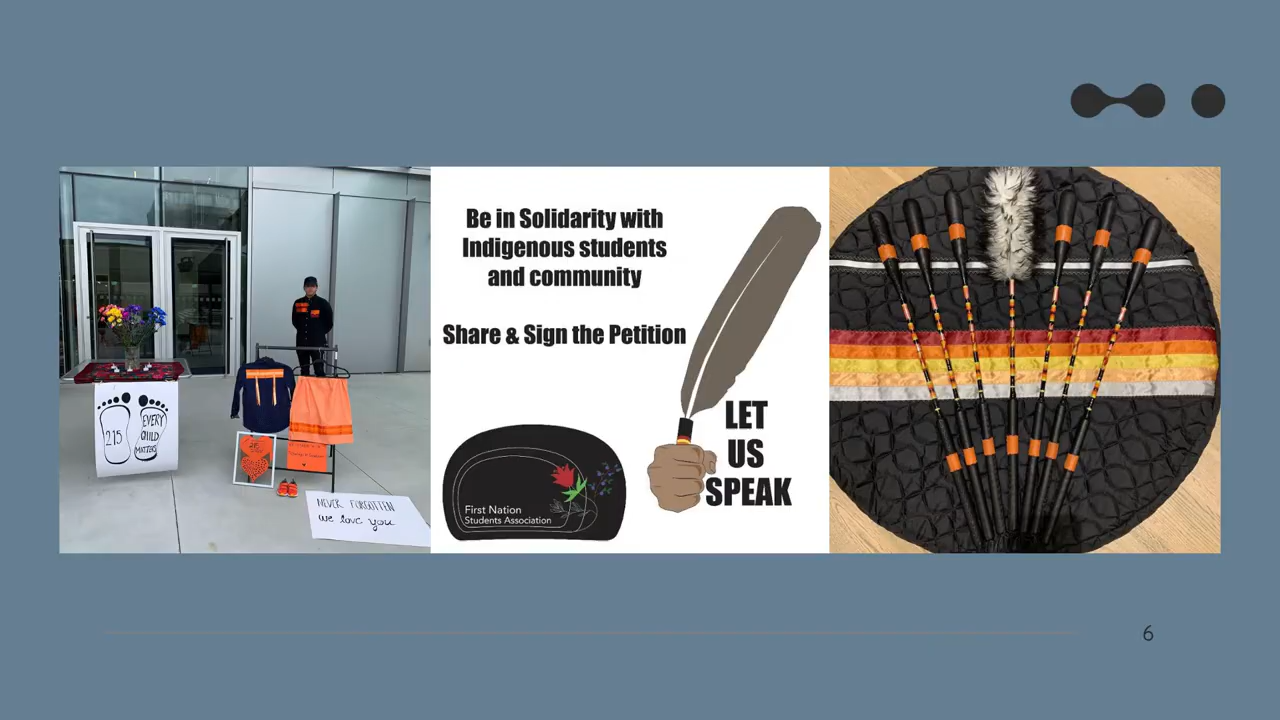 215
EVERY
CHILD
MATTERS
NEVER FORGOTTEN
we love you
Be in Solidarity with
Indigenous students
and community
Share & Sign the Petition
LET
US
SPEAK
First Nation
Students Association
6